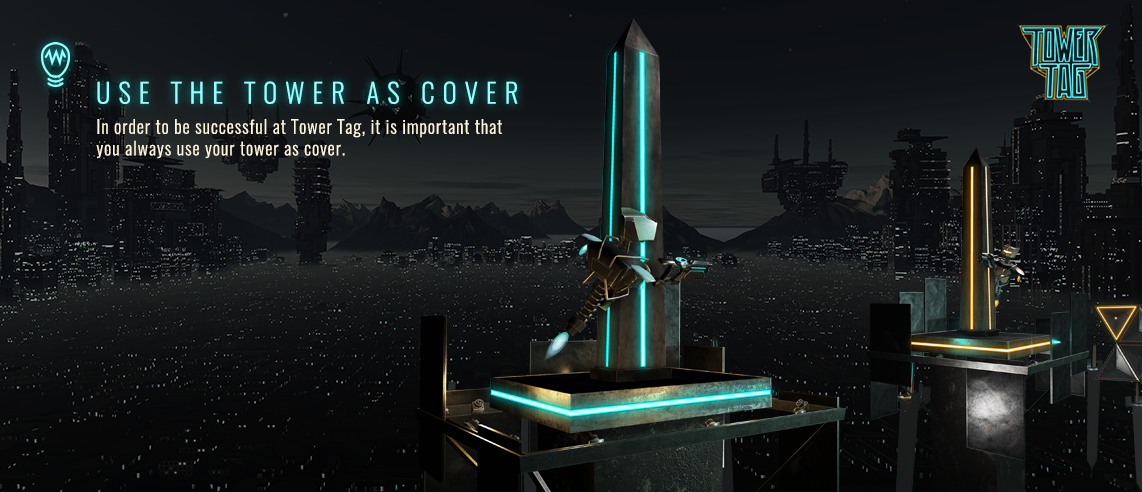 USE THE TOWER AS COVER
In order to be successful at Tower Tag, it is important that
you always use your tower as cover.
TOWER
TAG